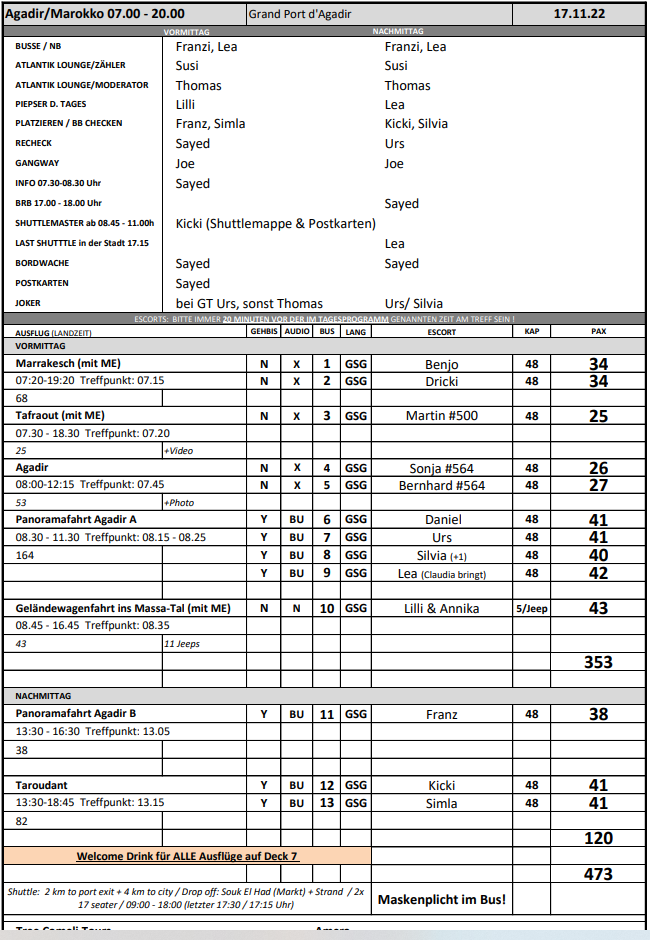 Agadir/Marokko 07.00 - 20.00 Grand Port d'Agadir 17.11.22
VORMITTAG NACHMITTAG
BUSSE / NB Franzi, Lea Franzi, Lea
ATLANTIK LOUNGE/ZÄHLER Susi Susi
ATLANTIK LOUNGE/MODERATOR Thomas Thomas
PIEPSER D. TAGES Lilli Lea
PLATZIEREN / BB CHECKEN Franz, Simla Kicki, Silvia
RECHECK Sayed Urs
GANGWAY Joe Joe
INFO 07.30-08.30 Uhr Sayed
BRB 17.00 - 18.00 Uhr Sayed
SHUTTLEMASTER ab 08.45 - 11.00h Kicki (Shuttlemappe & Postkarten)
LAST SHUTTTLE in der Stadt 17.15 Lea
BORDWACHE Sayed Sayed
POSTKARTEN Sayed
JOKER bei GT Urs, sonst Thomas Urs/ Silvia
ESCORTS: BITTE IMMER 20 MINUTEN VOR DER IM TAGESPROGRAMM GENANNTEN ZEIT AM TREFF SEIN !
AUSFLUG (LANDZEIT) GEHBIS AUDIO BUS LANG ESCORT KAP PAX
VORMITTAG
Marrakesch (mit ME) N X 1 GSG Benjo 48 34
07:20-19:20 Treffpunkt: 07.15 N X 2 GSG Dricki 48 34
68
Tafraout (mit ME) N X 3 GSG Martin #500 48 25
07.30 - 18.30 Treffpunkt: 07.20
25 +Video
Agadir N X 4 GSG Sonja #564 48 26
08:00-12:15 Treffpunkt: 07.45 N X 5 GSG Bernhard #564 48 27
53 +Photo
Panoramafahrt Agadir A Y BU 6 GSG Daniel 48 41
08.30 - 11.30 Treffpunkt: 08.15 - 08.25 Y BU 7 GSG Urs 48 41
164 Y BU 8 GSG Silvia (+1) 48 40
Y BU 9 GSG Lea (Claudia bringt) 48 42
Geländewagenfahrt ins Massa-Tal (mit ME) N N 10 GSG Lilli & Annika 5/Jeep 43
08.45 - 16.45 Treffpunkt: 08.35
43 11 Jeeps
353
NACHMITTAG
Panoramafahrt Agadir B Y BU 11 GSG Franz 48 38
13:30 - 16:30 Treffpunkt: 13.05
38
Taroudant Y BU 12 GSG Kicki 48 41
13:30-18:45 Treffpunkt: 13.15 Y BU 13 GSG Simla 48 41
82
120
Welcome Drink für ALLE Ausflüge auf Deck 7
473
Shuttle: 2 km to port exit + 4 km to city / Drop off: Souk El Had (Markt) + Strand / 2x
17 seater / 09:00 - 18:00 (letzter 17:30 / 17:15 Uhr)
Maskenplicht im Bus!